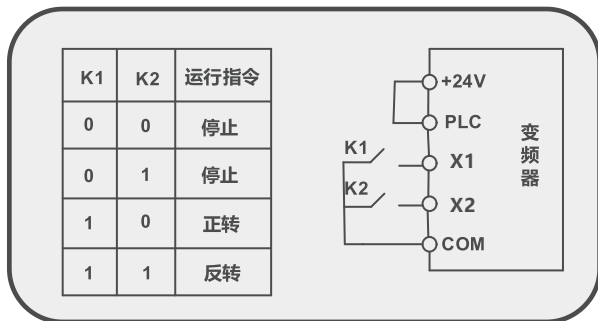 K1 K2 运行指令
0 0 停止
0 1 停止
1 0 正转
1 1 反转
+24V
PLC
K1
X1
K2
X2
COM
变频器